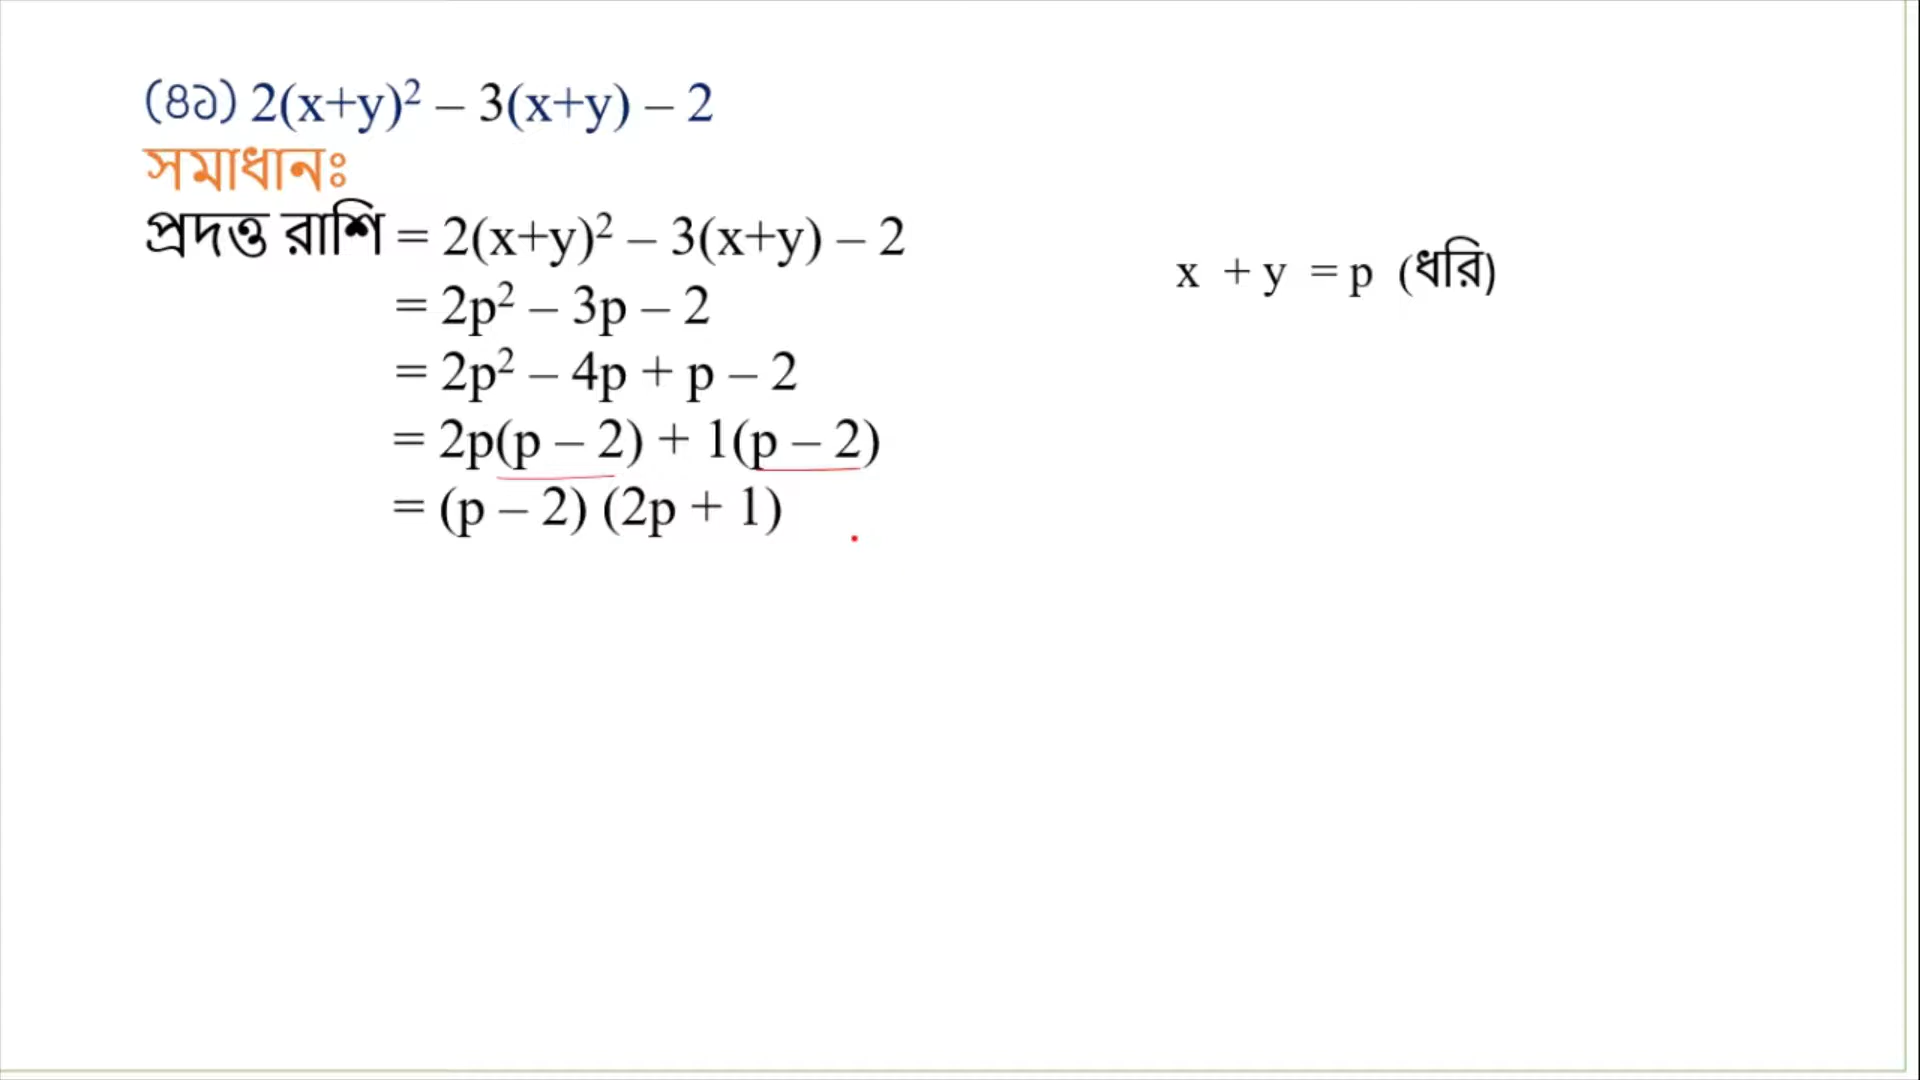 (৪১) 2(x+y)² – 3(x+y) – 2
সমাধানঃ
প্রদত্ত রাশি = 2(x+y)² – 3(x+y) – 2
x + y = p (ধরি)
= 2p² – 3p – 2
= 2p² – 4p + p – 2
= 2p(p – 2) + 1(p – 2)
= (p – 2) (2p + 1)